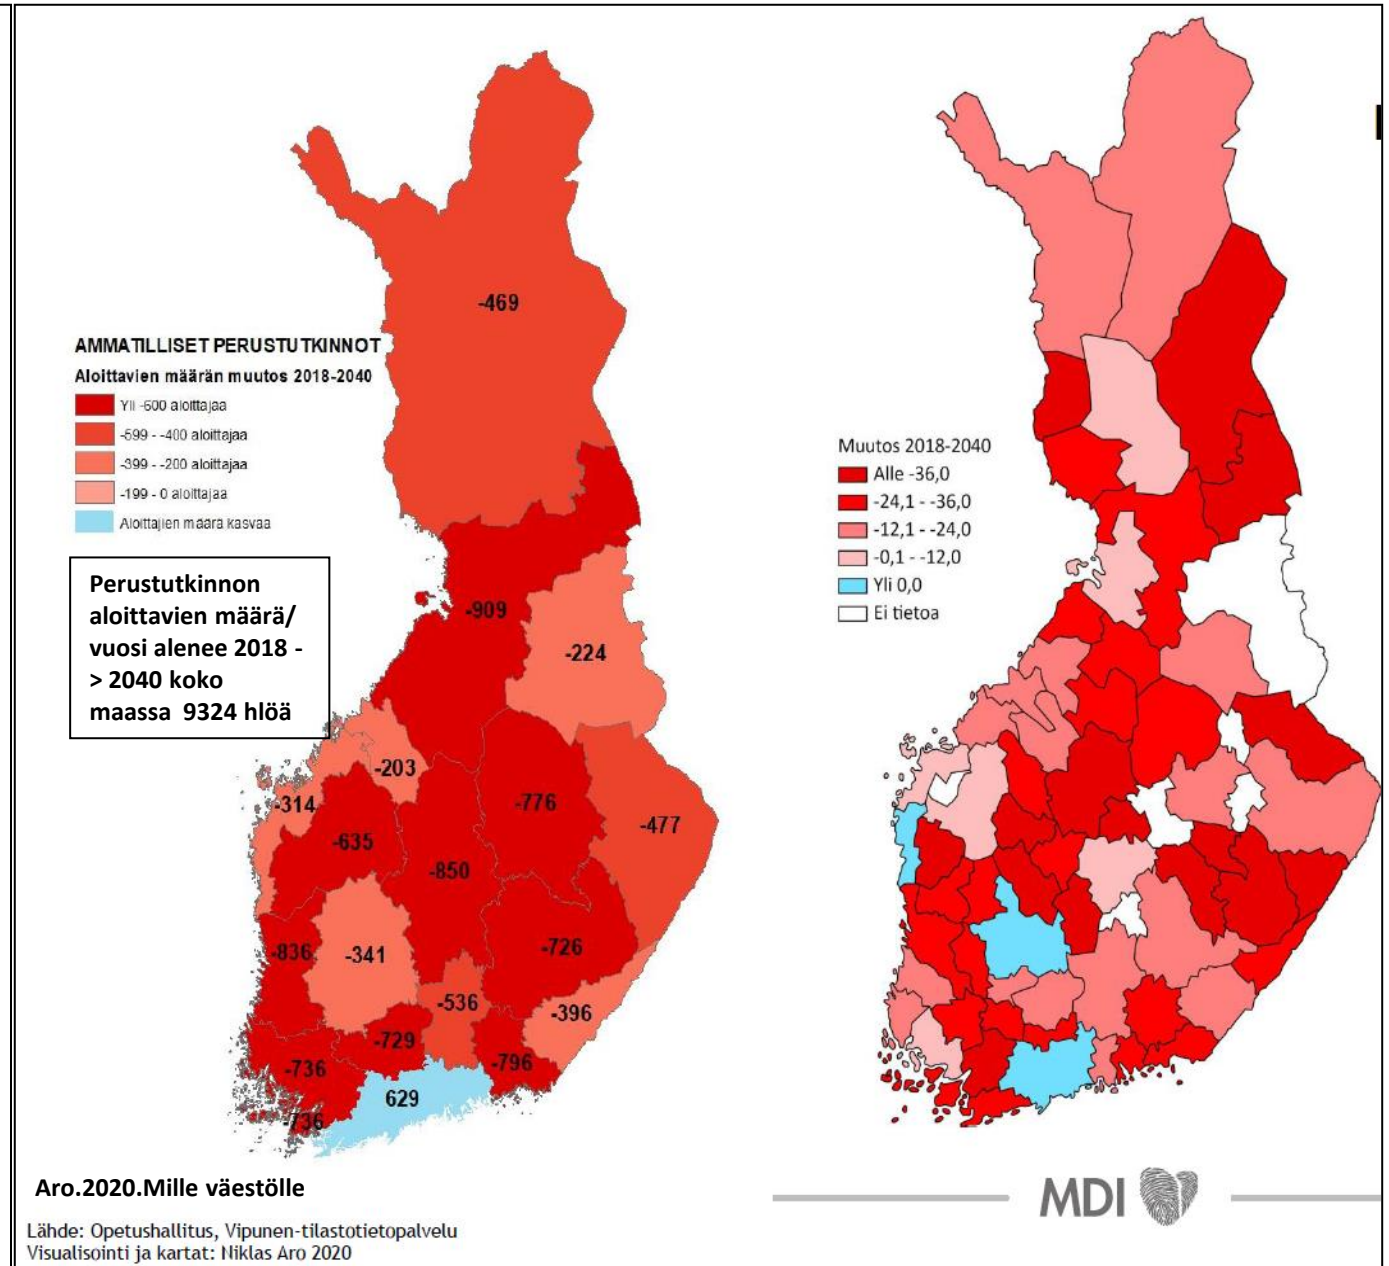 AMMATILLISET PERUSTUTKINNOT
Aloittavien määrän muutos 2018-2040
Yli -600 aloittajaa
-599 - -400 aloittajaa
-399 - -200 aloittajaa
-199 - 0 aloittajaa
Aloittajien määrä kasvaa
Perustutkinnon
aloittavien määrä/
vuosi alenee 2018 -
> 2040 koko
maassa 9324 hlöä
-469
-909
-224
-203
-314
-776
-477
-635
-850
-836
-341
-726
-536
-396
-729
-796
-736
629
-736
Muutos 2018-2040
Alle -36,0
-24,1 - -36,0
-12,1 - -24,0
-0,1 - -12,0
Yli 0,0
Ei tietoa
Aro.2020.Mille väestölle
MDI
Lähde: Opetushallitus, Vipunen-tilastotietopalvelu
Visualisointi ja kartat: Niklas Aro 2020